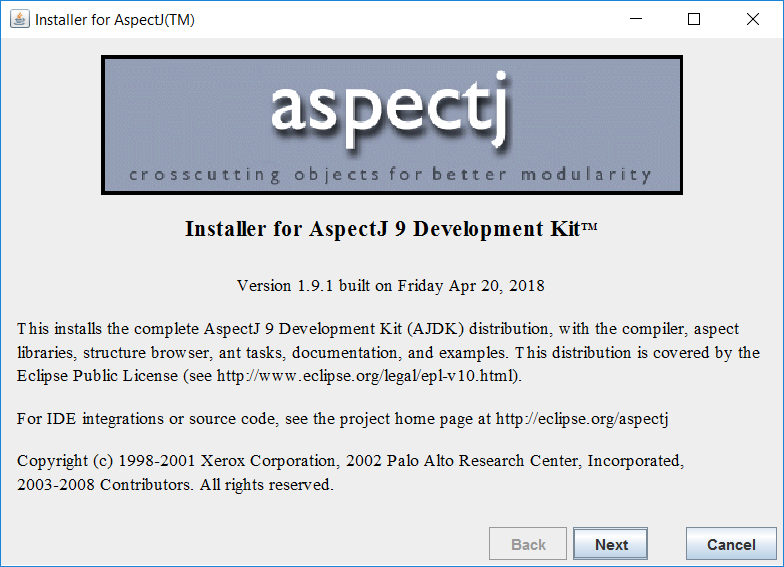 Installer for AspectJ(TM)
aspectj
crosscutting objects for better modularity
Installer for AspectJ 9 Development Kit™
Version 1.9.1 built on Friday Apr 20, 2018
This installs the complete AspectJ 9 Development Kit (AJDK) distribution, with the compiler, aspect
libraries, structure browser, ant tasks, documentation, and examples. This distribution is covered by the
Eclipse Public License (see http://www.eclipse.org/legal/epl-v10.html).
For IDE integrations or source code, see the project home page at http://eclipse.org/aspectj
Copyright (c) 1998-2001 Xerox Corporation, 2002 Palo Alto Research Center, Incorporated,
2003-2008 Contributors. All rights reserved.
Back Next Cancel